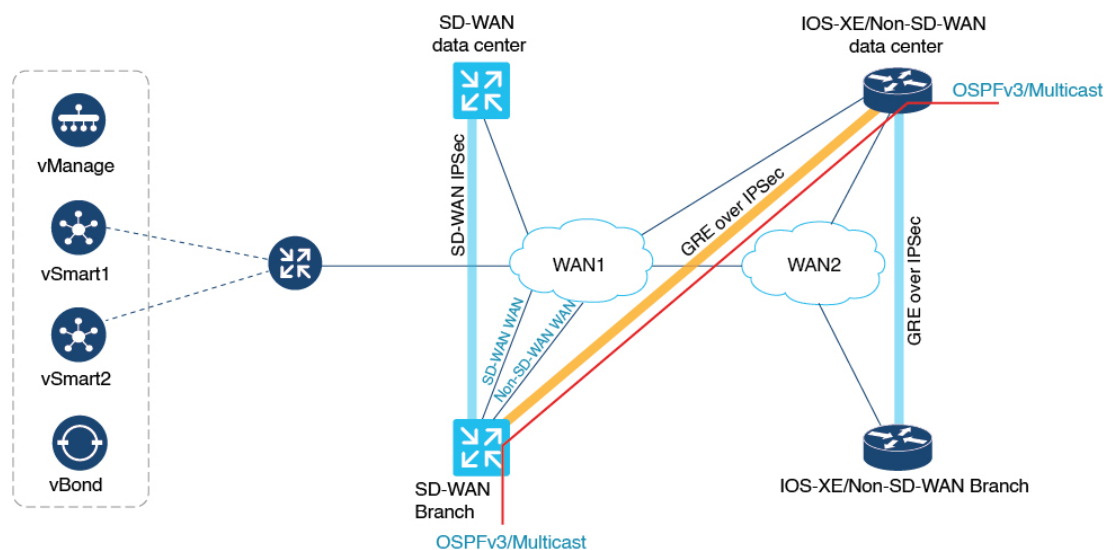 SD-WAN
data center
IOS-XE/Non-SD-WAN
data center
OSPFv3/Multicast
vManage
vSmart1
vSmart2
vBond
SD-WAN IPSec
GRE over IPSec
GRE over IPSec
WAN1
WAN2
SD-WAN WAN
Non-SD-WAN WAN
SD-WAN
Branch
OSPFv3/Multicast
IOS-XE/Non-SD-WAN Branch